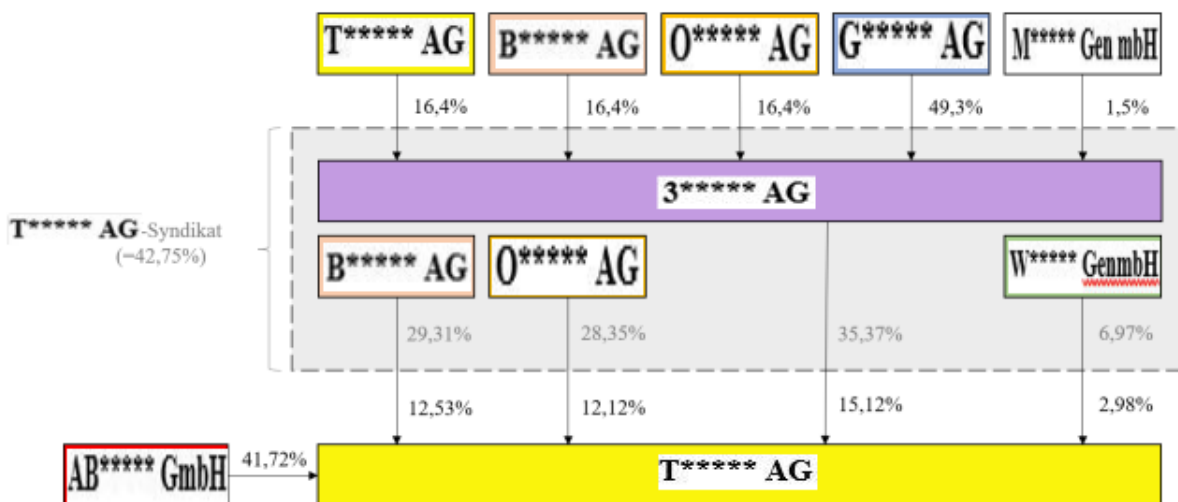 T***** AG
B***** AG
O***** AG
G***** AG
M***** Gen mbH
16,4%
16,4%
16,4%
49,3%
1,5%
3***** AG
T***** AG-Syndikat
(=42,75%)
B***** AG
O***** AG
W***** GenmbH
29,31%
28,35%
35,37%
6,97%
12,53%
12,12%
15,12%
2,98%
AB***** GmbH
41,72%
T***** AG